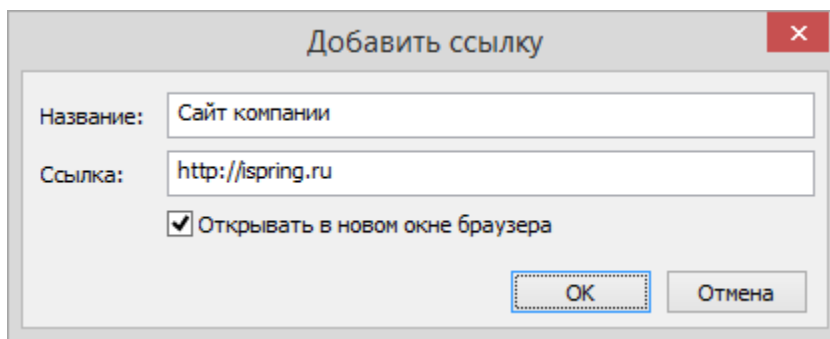 Добавить ссылку
Название: Сайт компании
Ссылка: http://ispring.ru
Открывать в новом окне браузера
OK Отмена